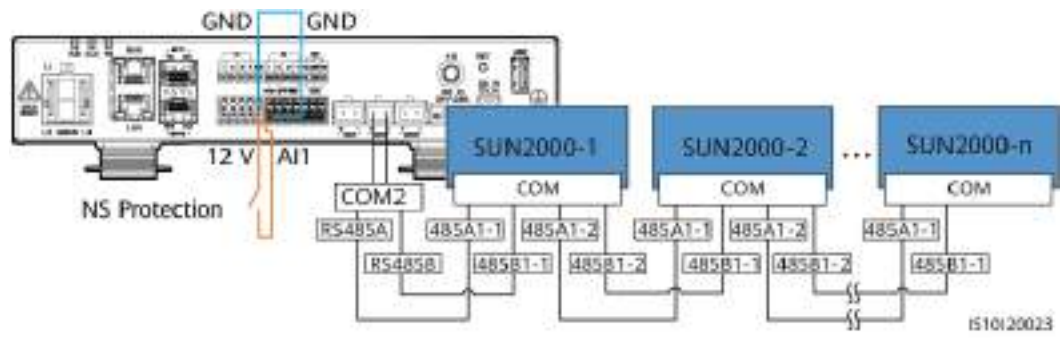 GND GND
12 V AI1
NS Protection
COM2
SUN2000-1 SUN2000-2 ... SUN2000-n
COM COM COM
RS485A 485A1-1 485A1-2 485A1-1 485A1-2 485A1-1
RS485B 485B1-1 485B1-2 485B1-1 485B1-2 485B1-1
IS10I20023